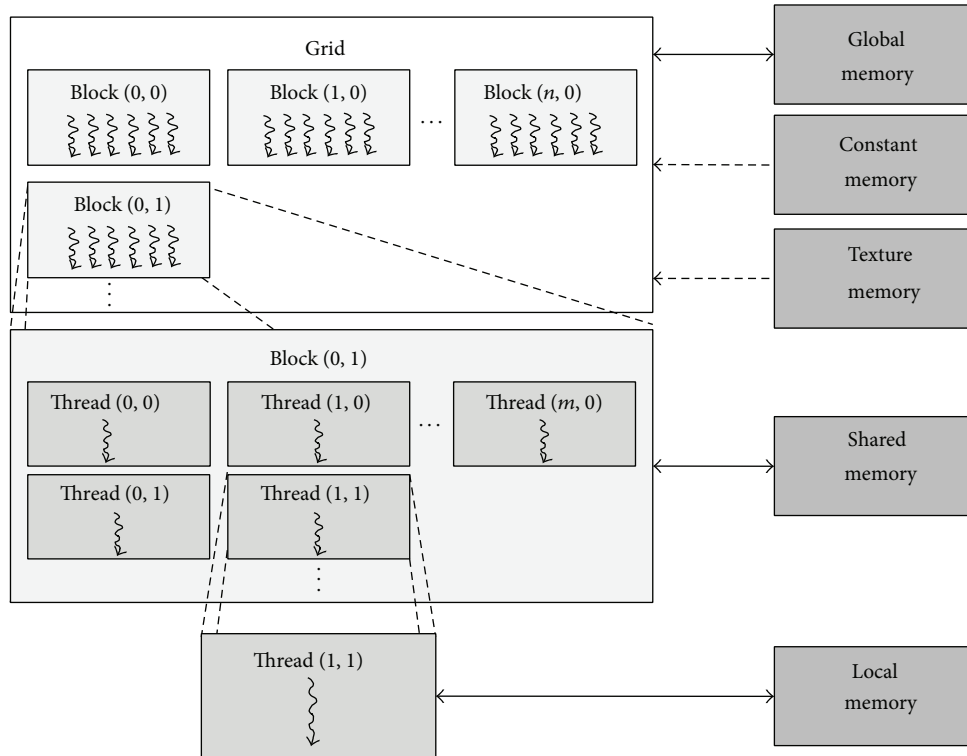 Grid
Block (0, 0)
Block (1, 0)
...
Block (n, 0)
Block (0, 1)
...
Global
memory
Constant
memory
Texture
memory
Block (0, 1)
Thread (0, 0)
Thread (1, 0)
...
Thread (m, 0)
Thread (0, 1)
Thread (1, 1)
...
Shared
memory
Thread (1, 1)
Local
memory